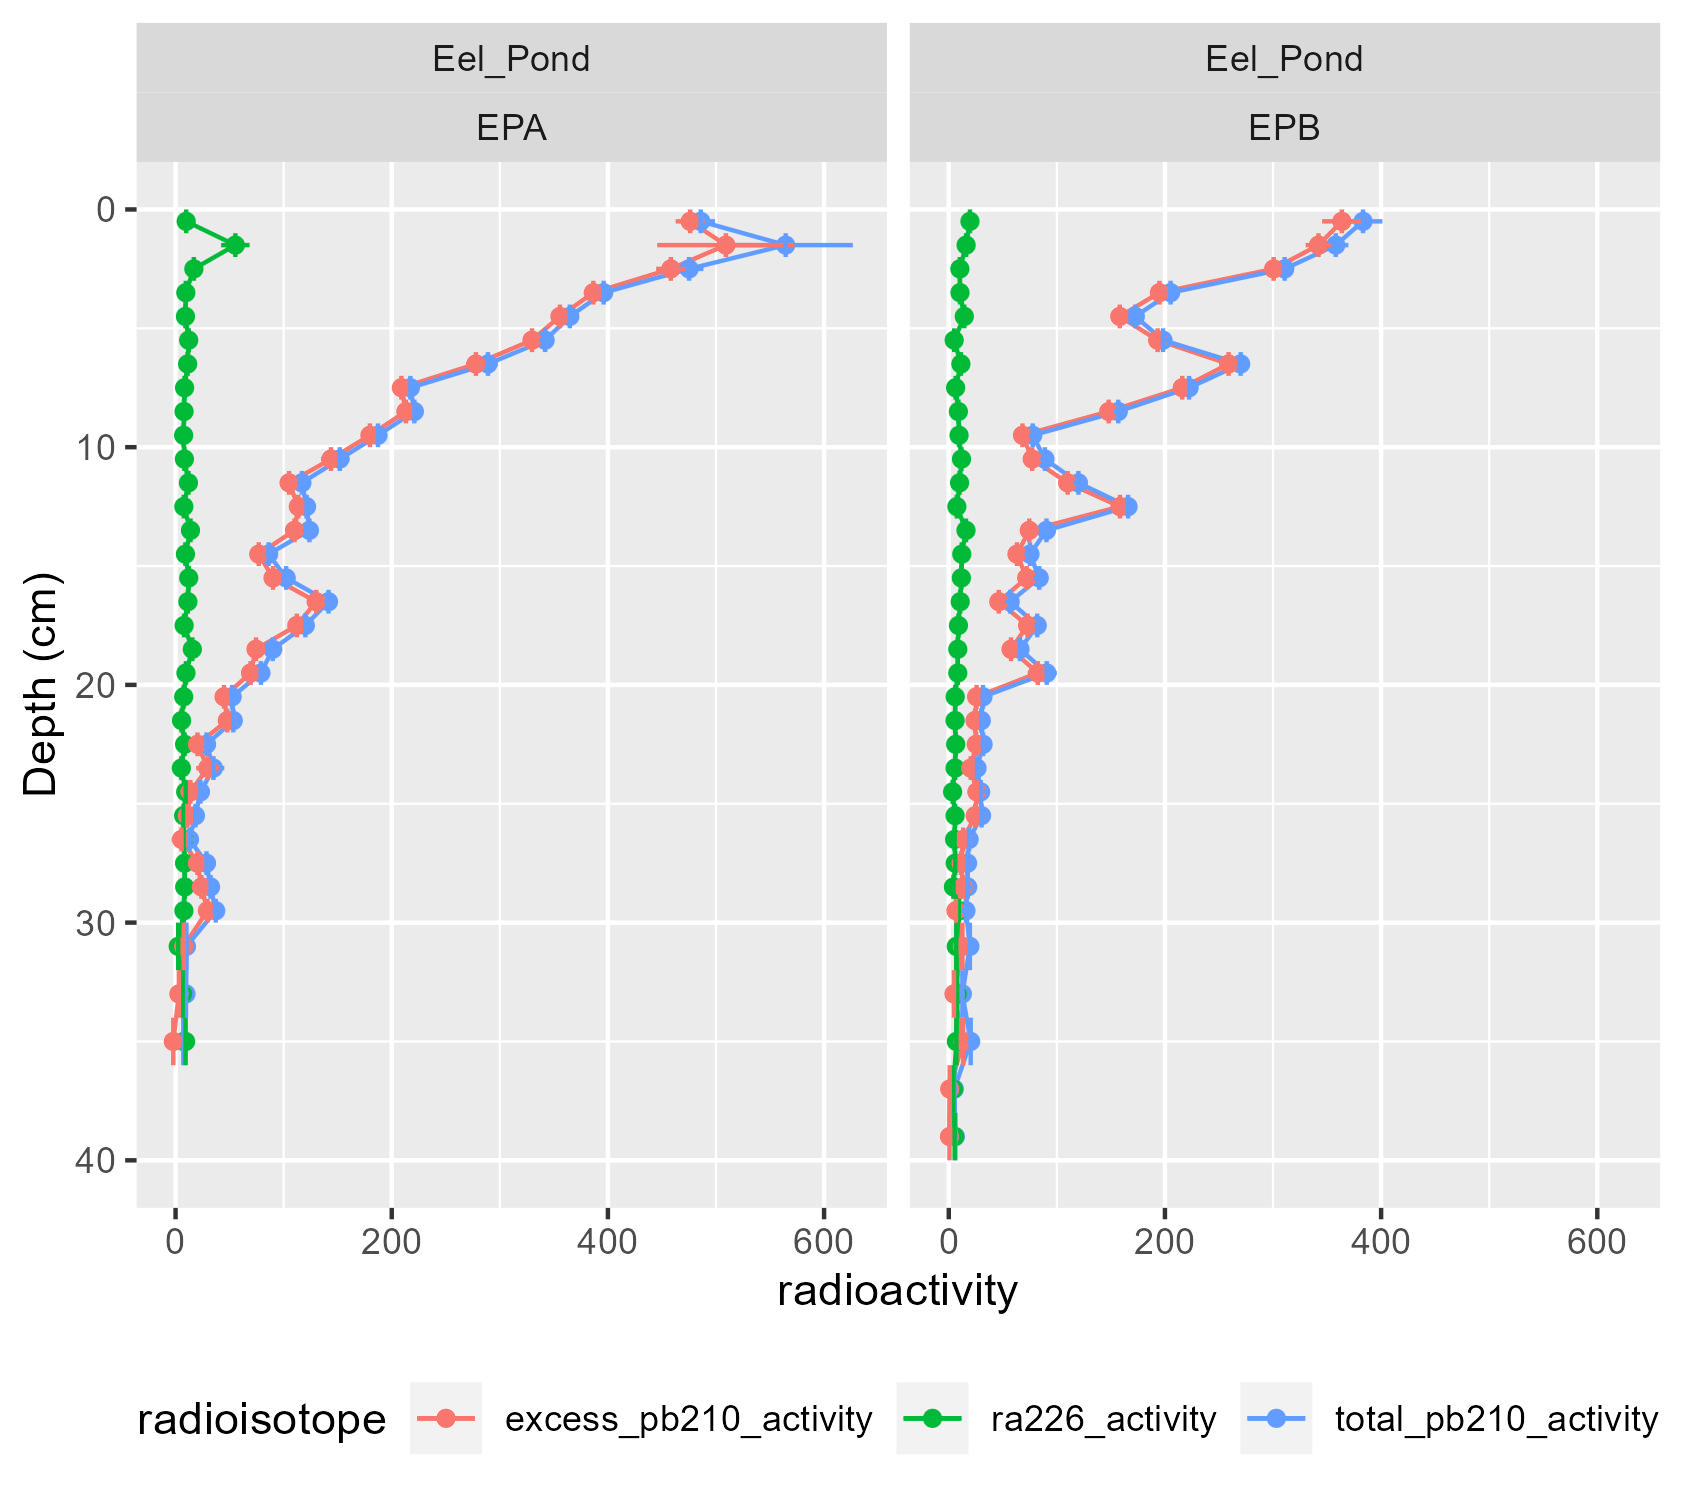 Eel_Pond Eel_Pond
EPA EPB
0
10
20
30
40
Depth (cm)
0 200 400 600 0 200 400 600
radioactivity
radioisotope excess_pb210_activity ra226_activity total_pb210_activity